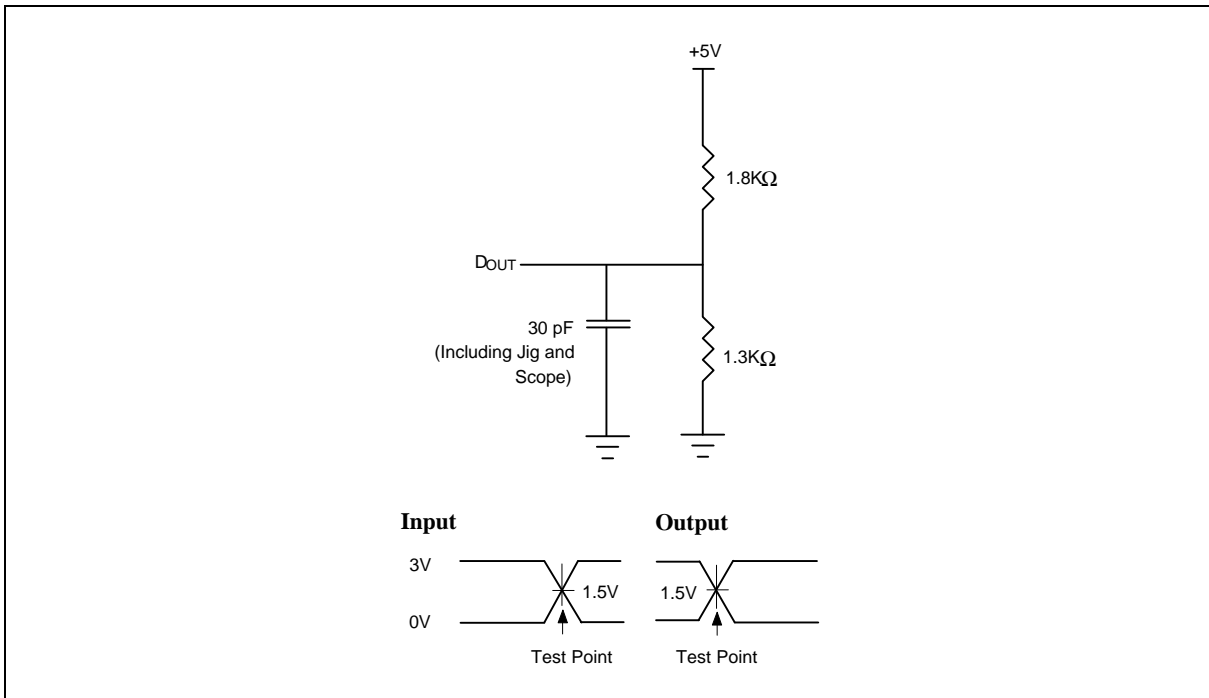 +5V
1.8KΩ
DOUT
30 pF
(Including Jig and
Scope)
1.3KΩ
Input
Output
3V
1.5V
1.5V
0V
Test Point
Test Point